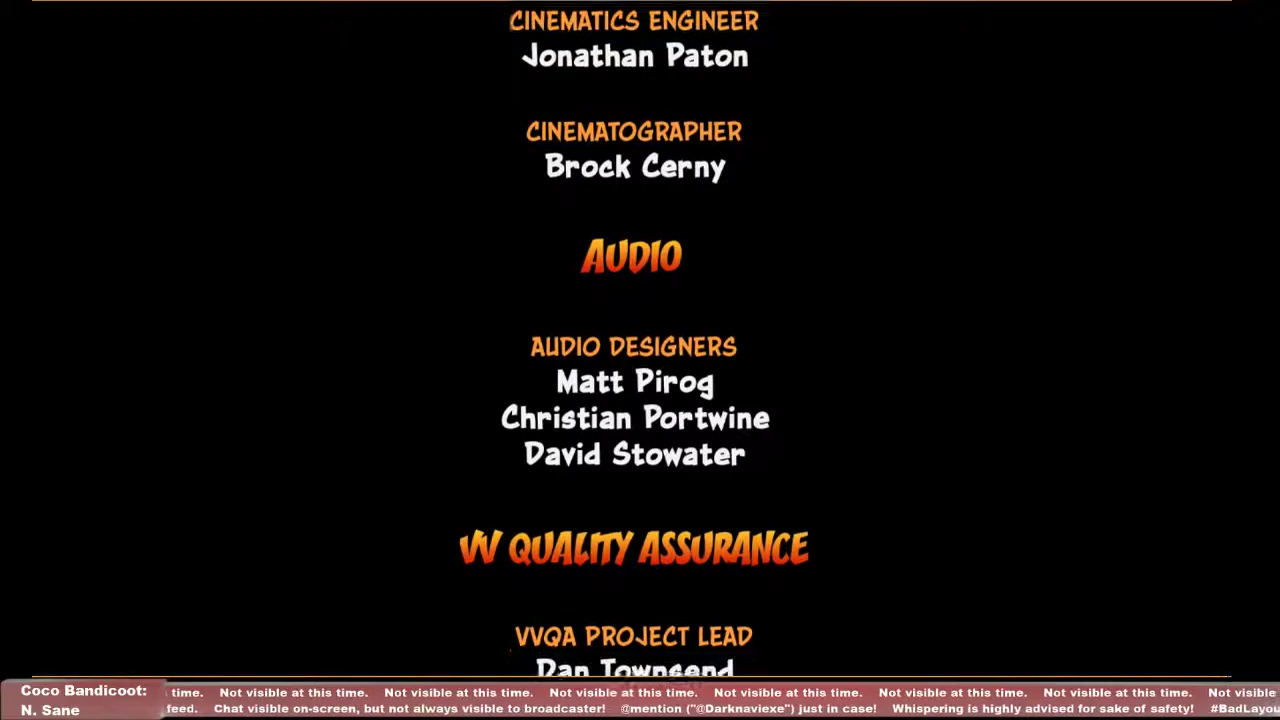 CINEMATICS ENGINEER
Jonathan Paton
CINEMATOGRAPHER
Brock Cerny
AUDIO
AUDIO DESIGNERS
Matt Pirog
Christian Portwine
David Stowater
VV QUALITY ASSURANCE
VVQA PROJECT LEAD
Dan Townsend
Coco Bandicoot:
N. Sane
time. Not visible at this time. Not visible at this time. Not visible at this time. Not visible at this time. Not visible at this time. Not visible at this time. Not visible
feed. Chat visible on-screen, but not always visible to broadcaster! @mention ("@Darknaviexe") just in case! Whispering is highly advised for sake of safety! #BadLayou